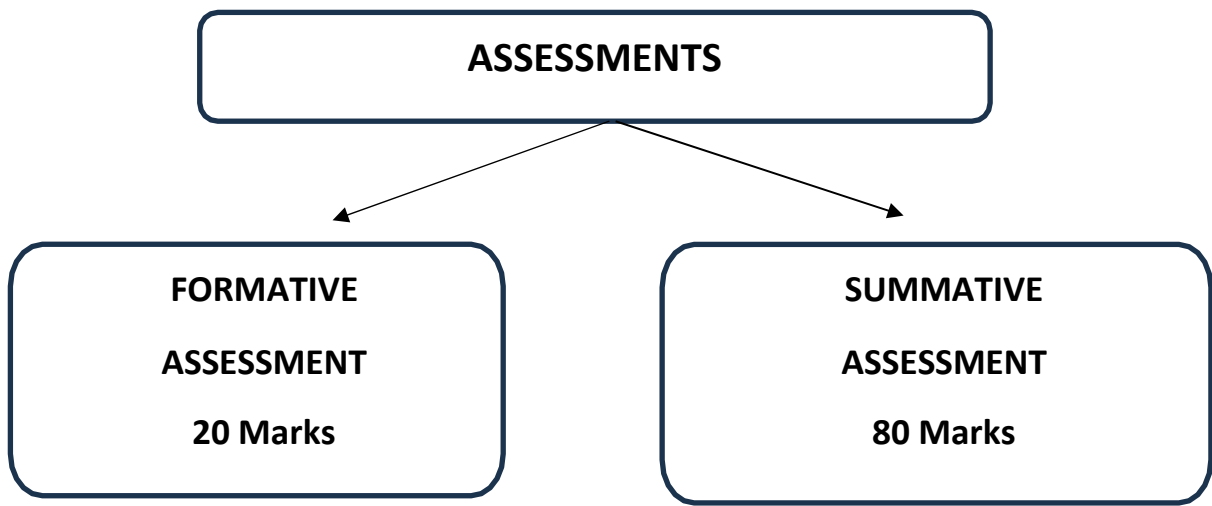 ASSESSMENTS
FORMATIVE
ASSESSMENT
20 Marks
SUMMATIVE
ASSESSMENT
80 Marks